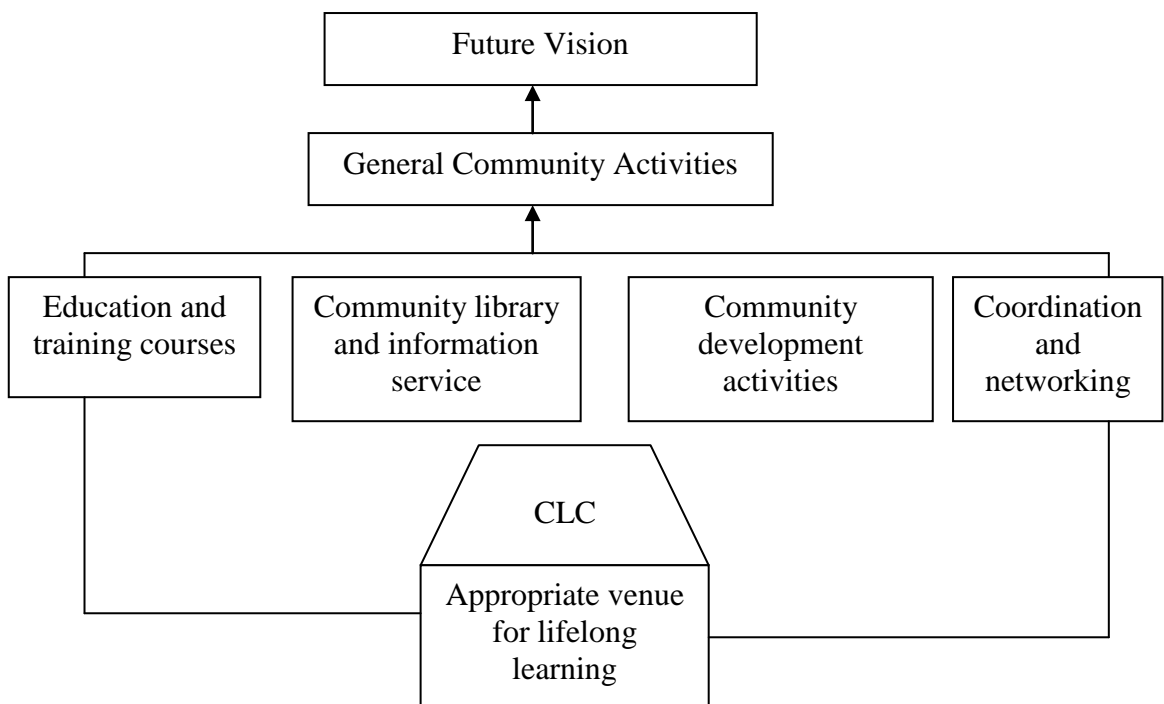 Future Vision
General Community Activities
Education and
training courses
Community library
and information
service
Community
development
activities
Coordination
and
networking
CLC
Appropriate venue
for lifelong
learning